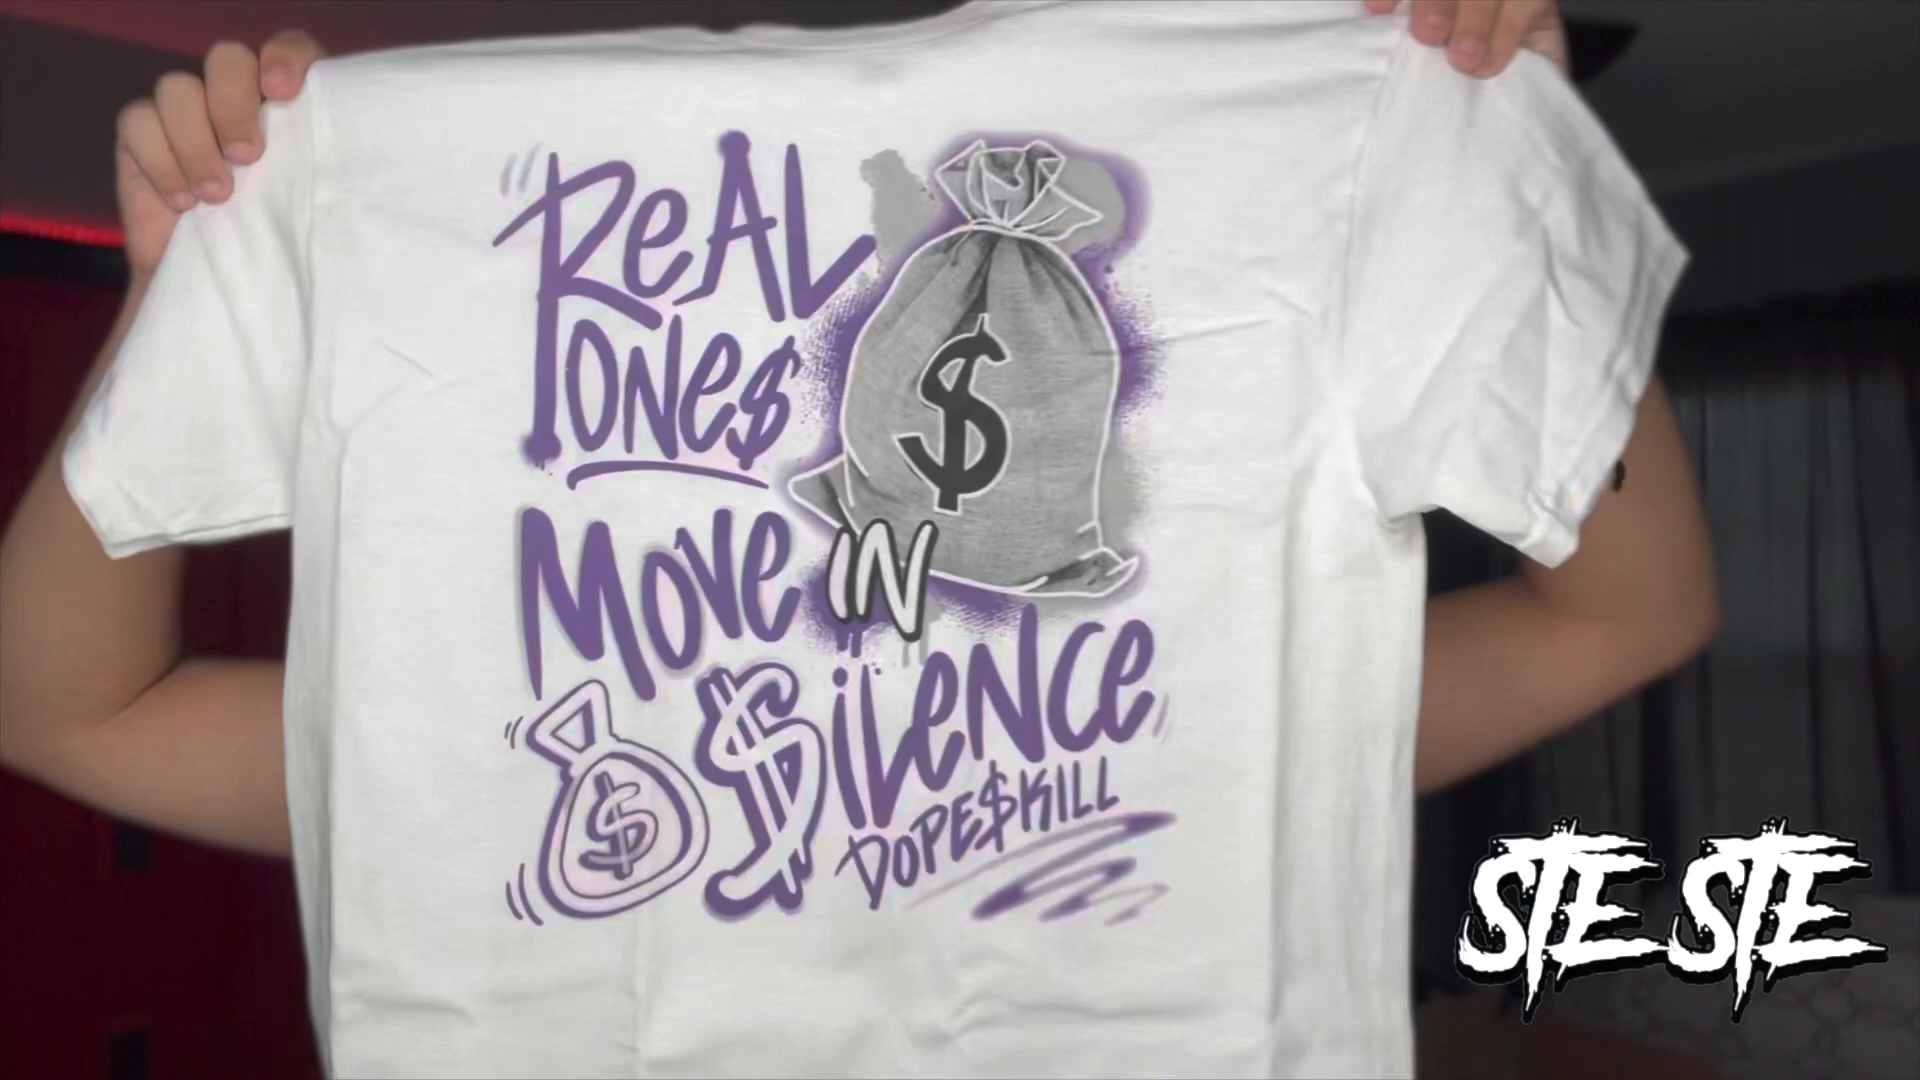 ReAL
ONe$
MOVe IN
$iLeNCe
$
$
DOPE$KILL
STE STE